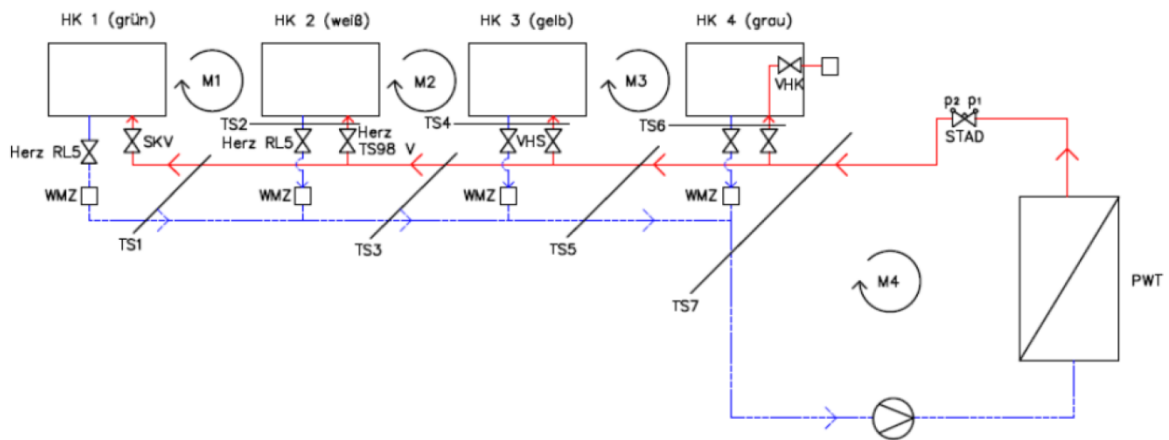 HK 1 (grün)
HK 2 (weiß)
HK 3 (gelb)
HK 4 (grau)
M1
M2
M3
VHK
p2 p1
STAD
TS2
TS4
TS6
Herz RL5
SKV
Herz RL5
Herz
TS98 V
VHS
WMZ
WMZ
WMZ
WMZ
TS1
TS3
TS5
TS7
M4
PWT